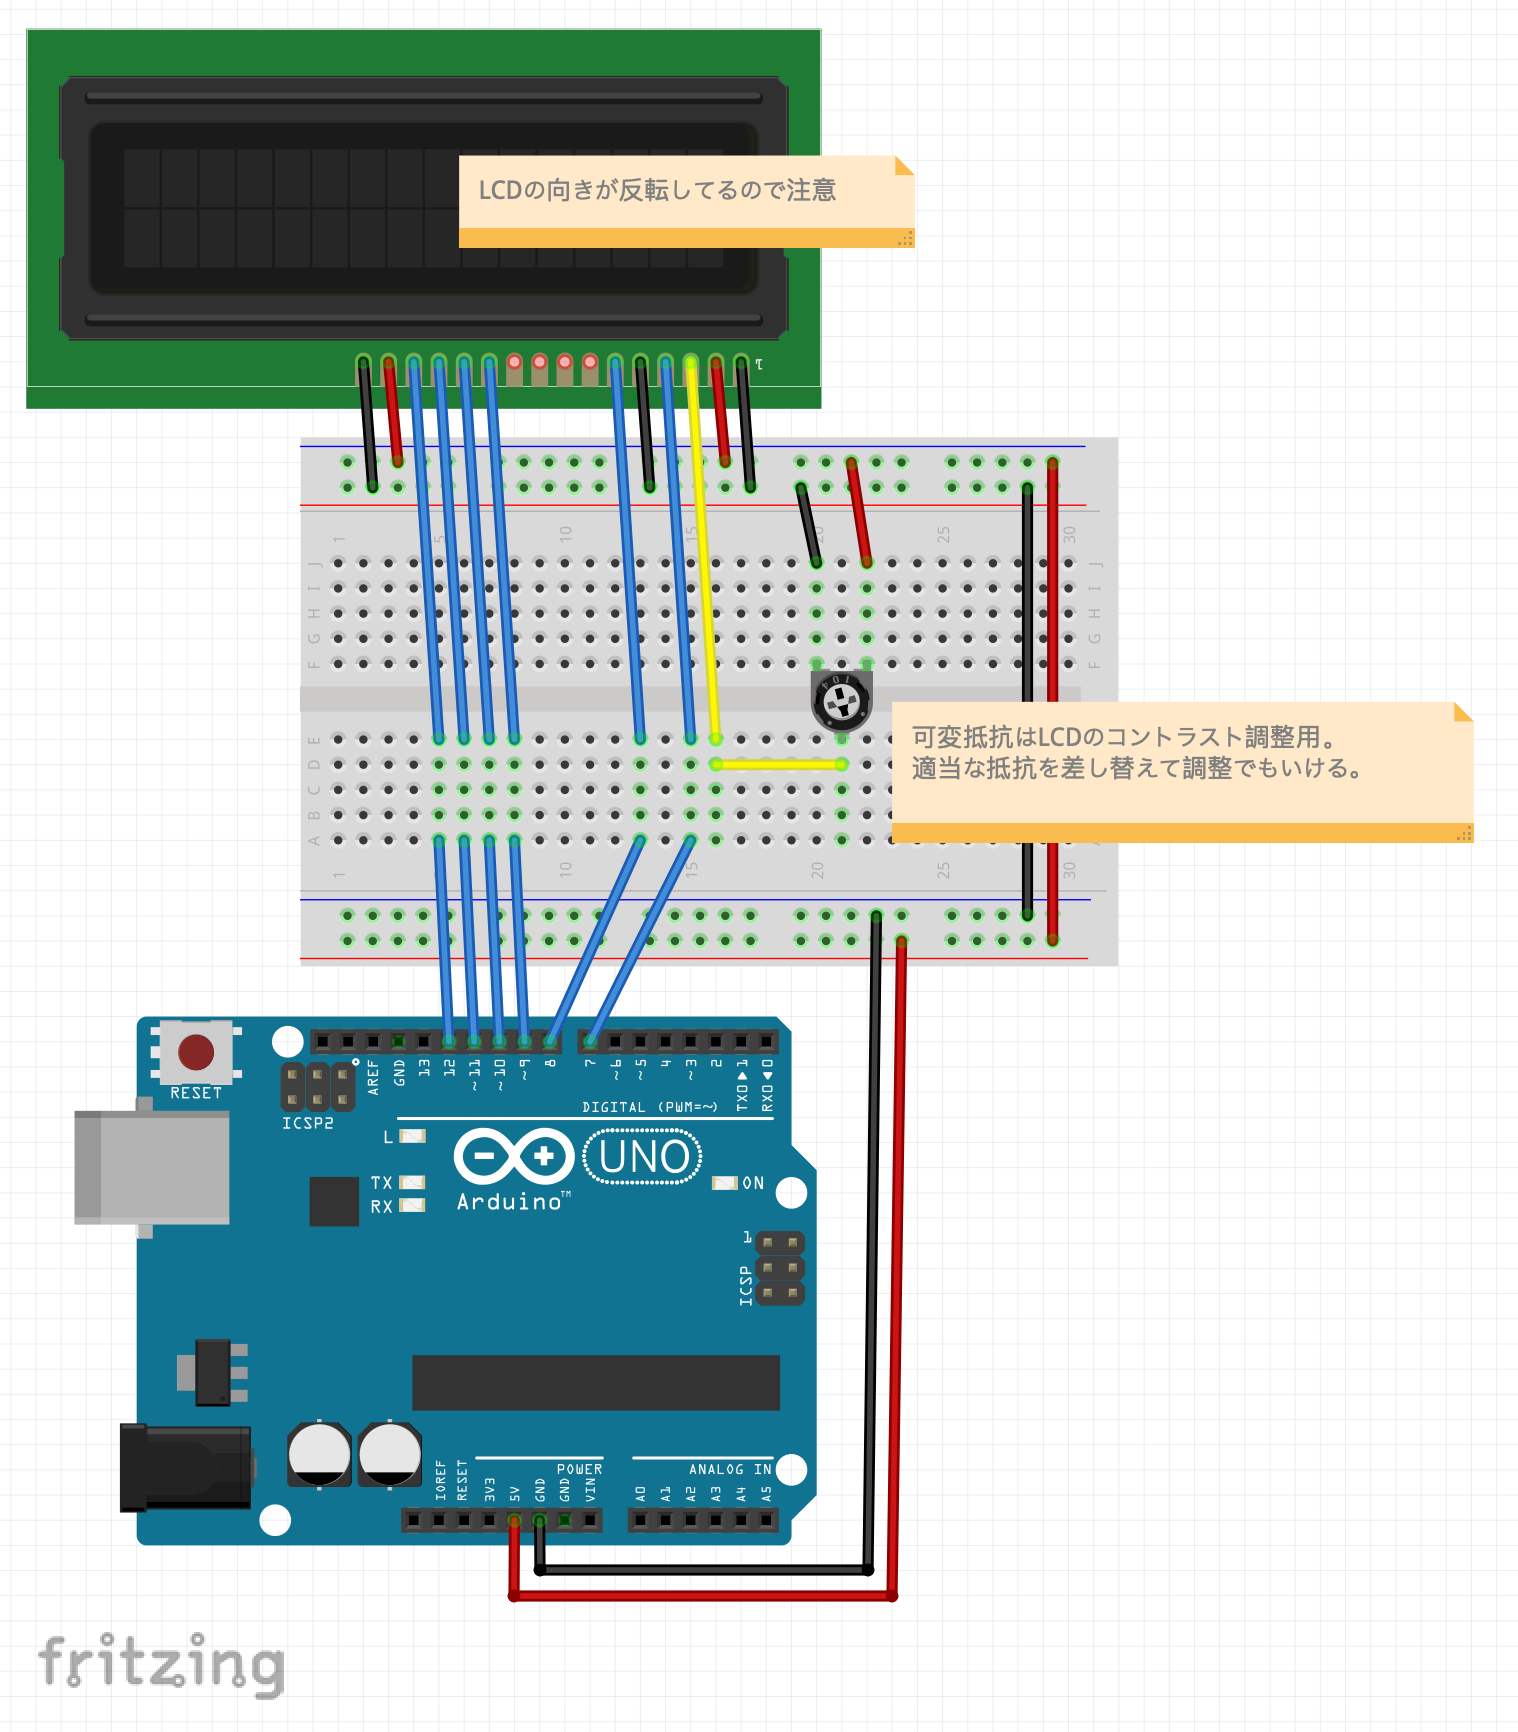 LCDの向きが反転してるので注意
1
1 5 10 15 20 25 30
J J
I I
H H
G G
F F
104
可変抵抗はLCDのコントラスト調整用。
適当な抵抗を差し替えて調整でもいける。
E
D
C
B
A
1 10 15 20 25 30
RESET
ICSP2
AREF
GND
13
12
~11
~10
~9
8
7
~6
~5
4
~3
2
TX0▶1
RX0◀0
DIGITAL (PWM=~)
L
TX
RX
Arduino™
UNO
ON
1
ICSP
IOREF
RESET
3V3
5V
GND
GND
VIN
POWER
ANALOG IN
A0
A1
A2
A3
A4
A5
fritzing